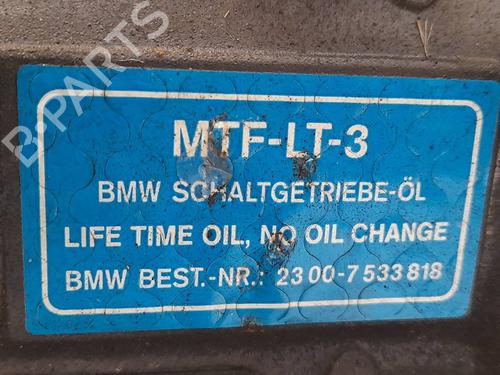 MTF-LT-3
BMW SCHALTGETRIEBE-ÖL
LIFE TIME OIL, NO OIL CHANGE
BMW BEST.-NR.: 23 00-7 533 818
B-PARTS